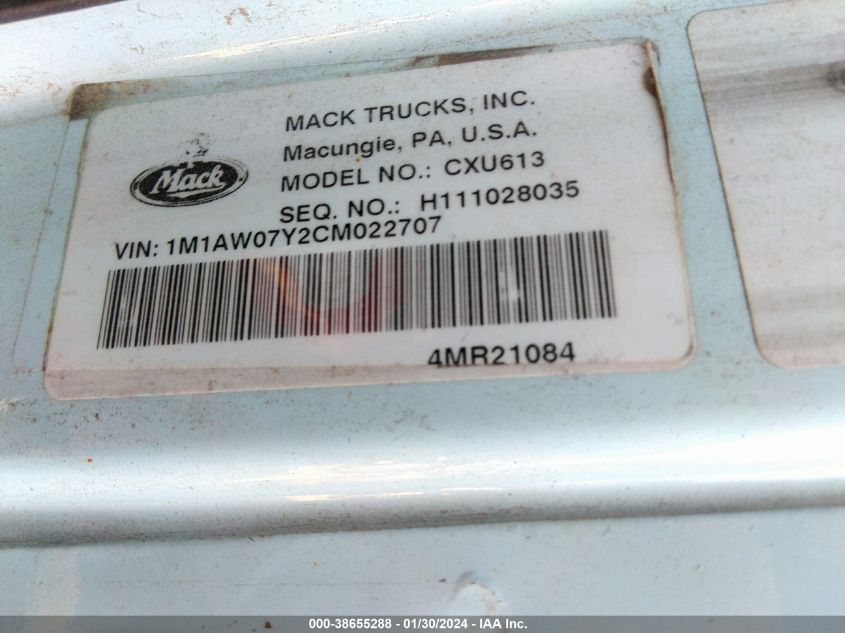 MACK TRUCKS, INC.
Macungie, PA, U.S.A.
Mack
MODEL NO.: CXU613
SEQ. NO.: H111028035
VIN: 1M1AW07Y2CM022707
4MR21084
000-38655288 - 01/30/2024 - IAA Inc.